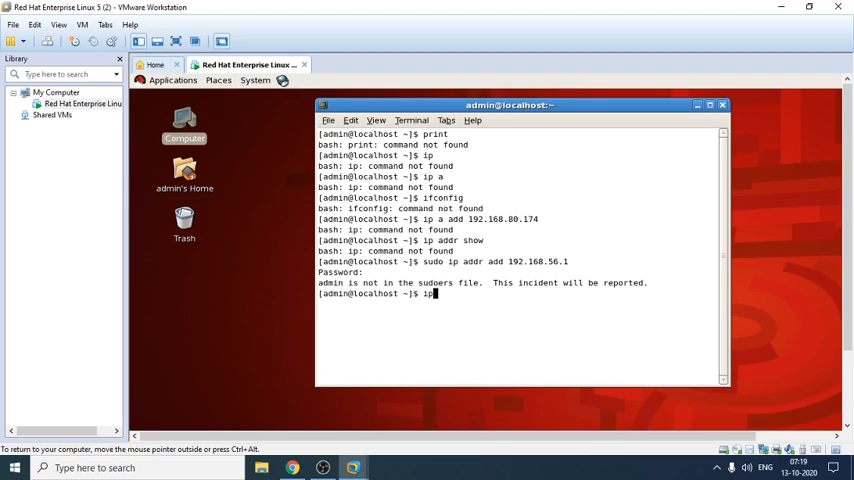 Red Hat Enterprise Linux 5 (2) - VMware Workstation
File Edit View VM Tabs Help
Library
Type here to search
My Computer
Red Hat Enterprise Linu
Shared VMs
Home
Red Hat Enterprise Linux ...
Applications Places System
Computer
admin's Home
Trash
admin@localhost:~
File Edit View Terminal Tabs Help
[admin@localhost ~]$ print
bash: print: command not found
[admin@localhost ~]$ ip
bash: ip: command not found
[admin@localhost ~]$ ip a
bash: ip: command not found
[admin@localhost ~]$ ifconfig
bash: ifconfig: command not found
[admin@localhost ~]$ ip a add 192.168.80.174
bash: ip: command not found
[admin@localhost ~]$ ip addr show
bash: ip: command not found
[admin@localhost ~]$ sudo ip addr add 192.168.56.1
Password:
admin is not in the sudoers file.  This incident will be reported.
[admin@localhost ~]$ ip
To return to your computer, move the mouse pointer outside or press Ctrl+Alt.
Type here to search
ENG
07:19
13-10-2020